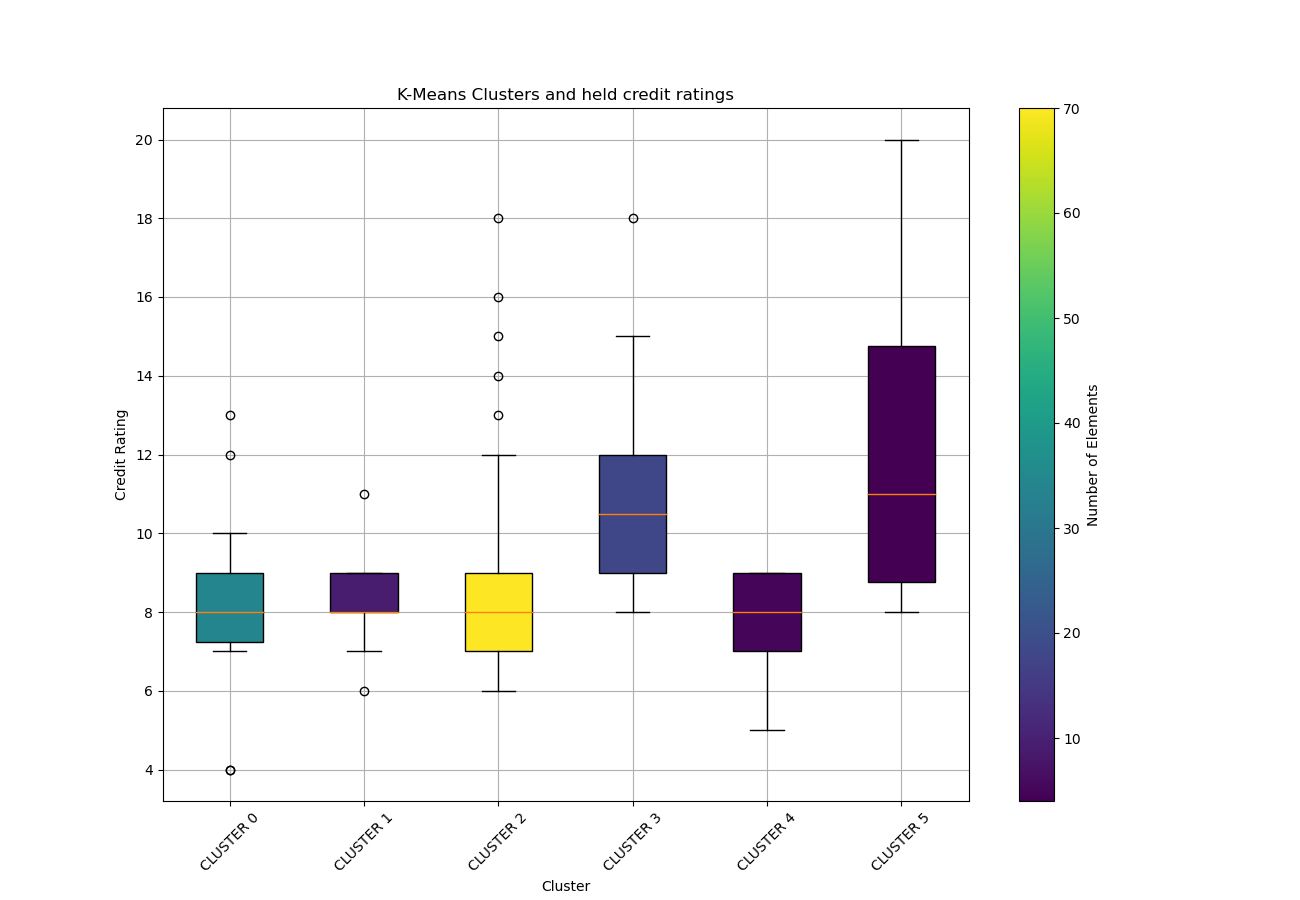 K-Means Clusters and held credit ratings
20
18
16
14
12
10
8
6
4
Credit Rating
CLUSTER 0
CLUSTER 1
CLUSTER 2
CLUSTER 3
CLUSTER 4
CLUSTER 5
Cluster
70
60
50
40
30
20
10
Number of Elements